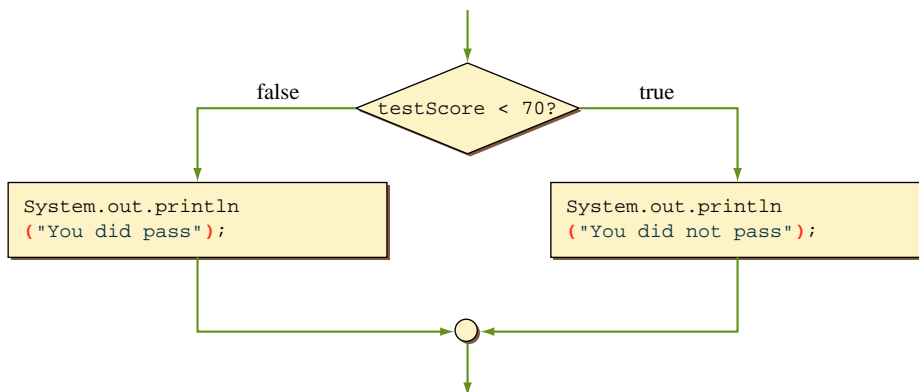 false
testScore < 70?
true
System.out.println
("You did pass");
System.out.println
("You did not pass");